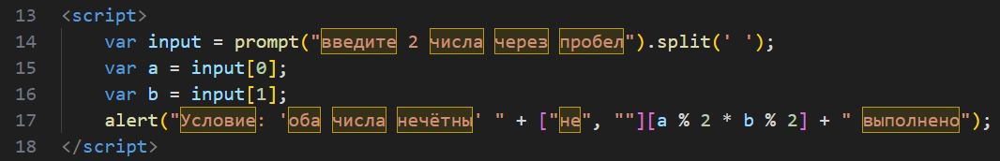 13 <script>
14 var input = prompt("введите 2 числа через пробел").split(' ');
15 var a = input[0];
16 var b = input[1];
17 alert("Условие: 'оба числа нечётны' " + ["не", ""][a % 2 * b % 2] + " выполнено");
18 </script>